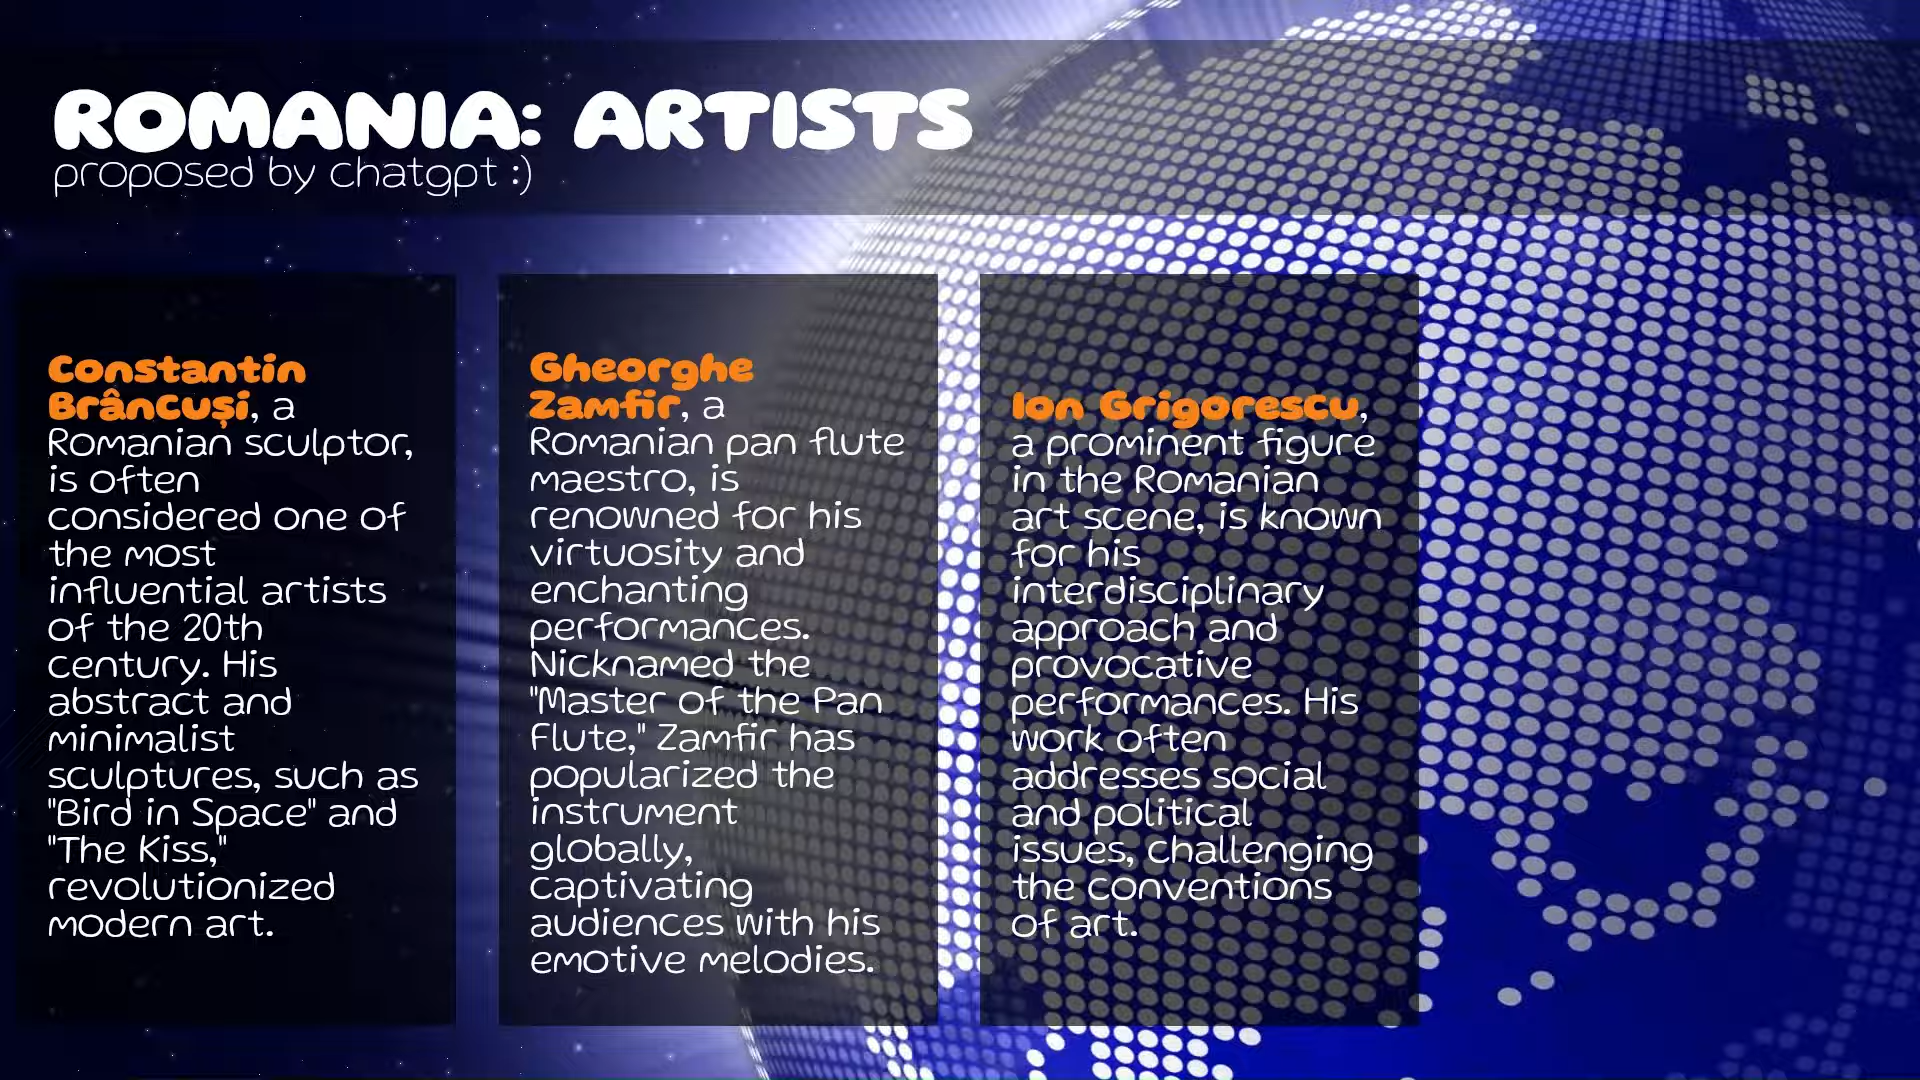 ROMANIA: ARTISTS
proposed by chatgpt :)
Constantin
Brâncuși, a
Romanian sculptor,
is often
considered one of
the most
influential artists
of the 20th
century. His
abstract and
minimalist
sculptures, such as
"Bird in Space" and
"The Kiss,"
revolutionized
modern art.
Gheorghe
Zamfir, a
Romanian pan flute
maestro, is
renowned for his
virtuosity and
enchanting
performances.
Nicknamed the
"Master of the Pan
Flute," Zamfir has
popularized the
instrument
globally,
captivating
audiences with his
emotive melodies.
Ion Grigorescu,
a prominent figure
in the Romanian
art scene, is known
for his
interdisciplinary
approach and
provocative
performances. His
work often
addresses social
and political
issues, challenging
the conventions
of art.